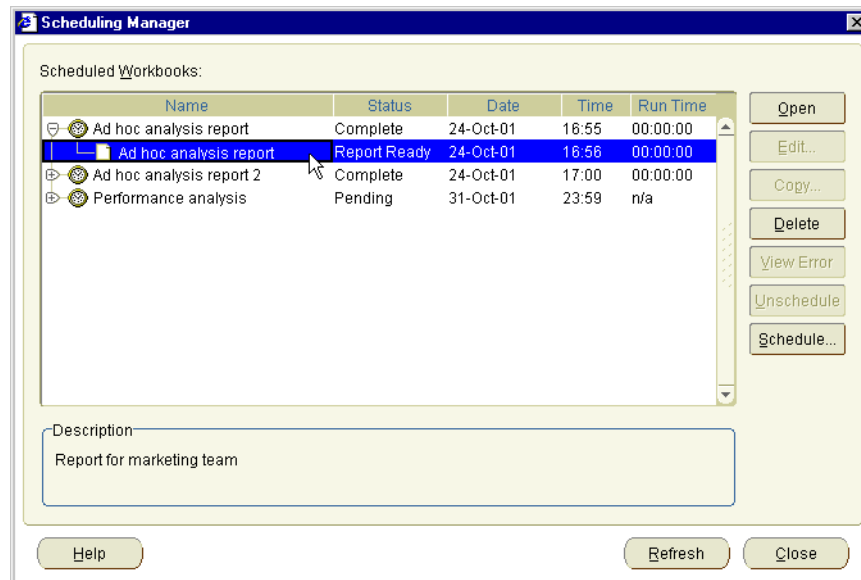 Scheduling Manager
Scheduled Workbooks:
Name Status Date Time Run Time
Ad hoc analysis report Complete 24-Oct-01 16:55 00:00:00
Ad hoc analysis report Report Ready 24-Oct-01 16:56 00:00:00
Ad hoc analysis report 2 Complete 24-Oct-01 17:00 00:00:00
Performance analysis Pending 31-Oct-01 23:59 n/a
Open
Edit...
Copy...
Delete
View Error
Unschedule
Schedule...
Description
Report for marketing team
Help Refresh Close